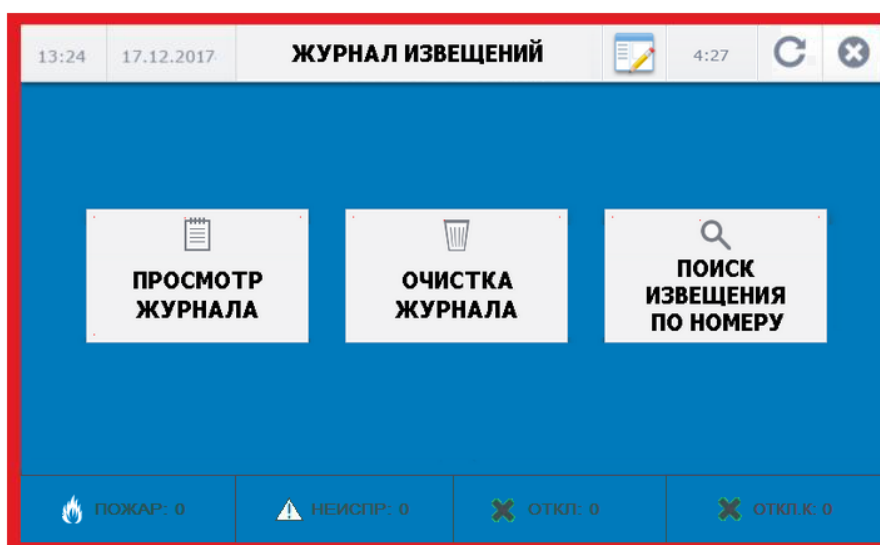 13:24 17.12.2017 ЖУРНАЛ ИЗВЕЩЕНИЙ 4:27
ПРОСМОТР
ЖУРНАЛА
ОЧИСТКА
ЖУРНАЛА
ПОИСК
ИЗВЕЩЕНИЯ
ПО НОМЕРУ
ПОЖАР: 0 НЕИСПР: 0 ОТКЛ: 0 ОТКЛ.К: 0